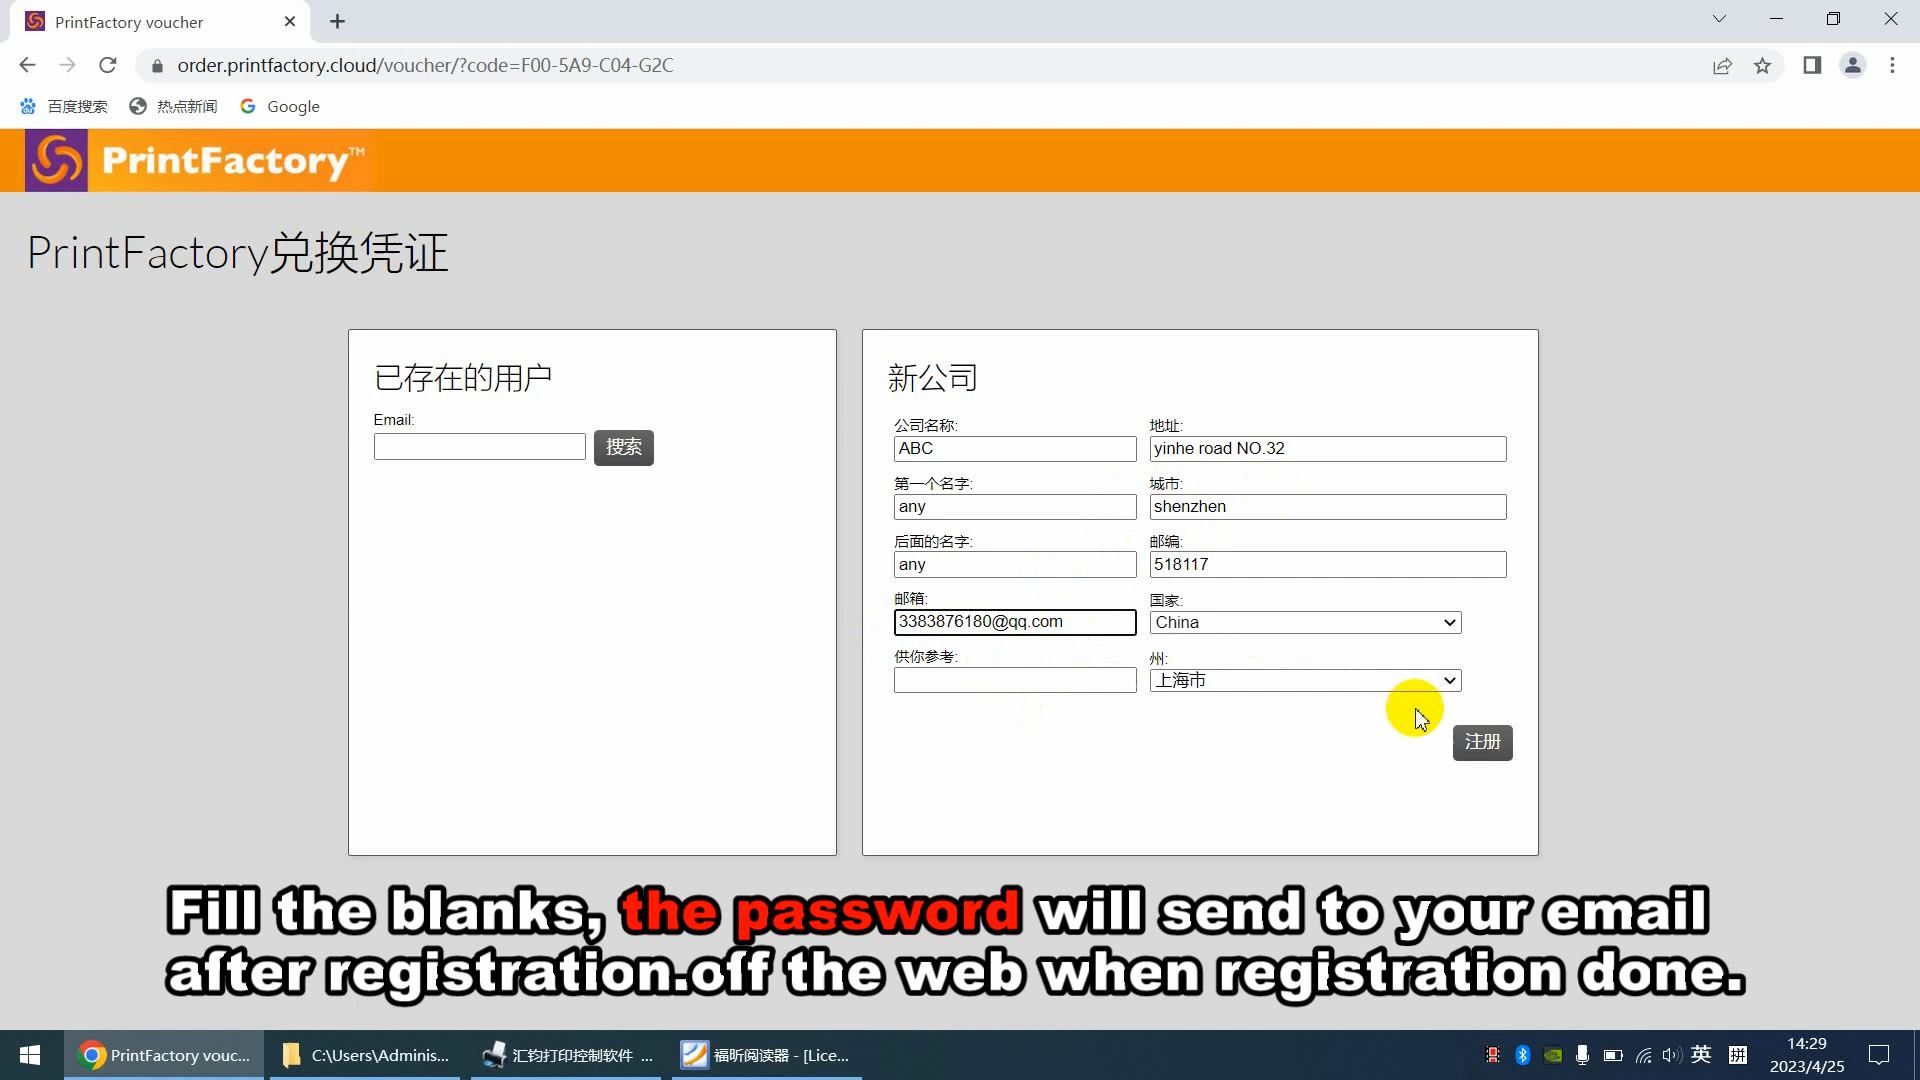 PrintFactory voucher
order.printfactory.cloud/voucher/?code=F00-5A9-C04-G2C
百度搜索 热点新闻 Google
PrintFactory™
PrintFactory兑换凭证
已存在的用户
Email:
搜索
新公司
公司名称: 地址:
ABC yinhe road NO.32
第一个名字: 城市:
any shenzhen
后面的名字: 邮编:
any 518117
邮箱: 国家:
3383876180@qq.com China
供你参考: 州:
上海市
注册
Fill the blanks, the password will send to your email
after registration.off the web when registration done.
PrintFactory vouc... C:\Users\Adminis... 汇钧打印控制软件 ... 福昕阅读器 - [Lice... 英 拼 14:29
2023/4/25